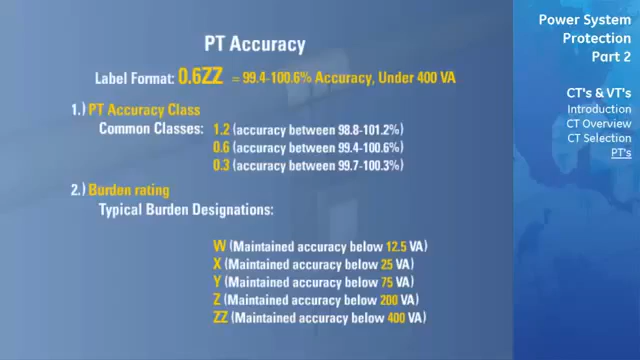 PT Accuracy
Label Format: 0.6ZZ = 99.4-100.6% Accuracy, Under 400 VA
1.) PT Accuracy Class
Common Classes: 1.2 (accuracy between 98.8-101.2%)
0.6 (accuracy between 99.4-100.6%)
0.3 (accuracy between 99.7-100.3%)
2.) Burden rating
Typical Burden Designations:
W (Maintained accuracy below 12.5 VA)
X (Maintained accuracy below 25 VA)
Y (Maintained accuracy below 75 VA)
Z (Maintained accuracy below 200 VA)
ZZ (Maintained accuracy below 400 VA)
Power System
Protection
Part 2
CT's & VT's
Introduction
CT Overview
CT Selection
PT's